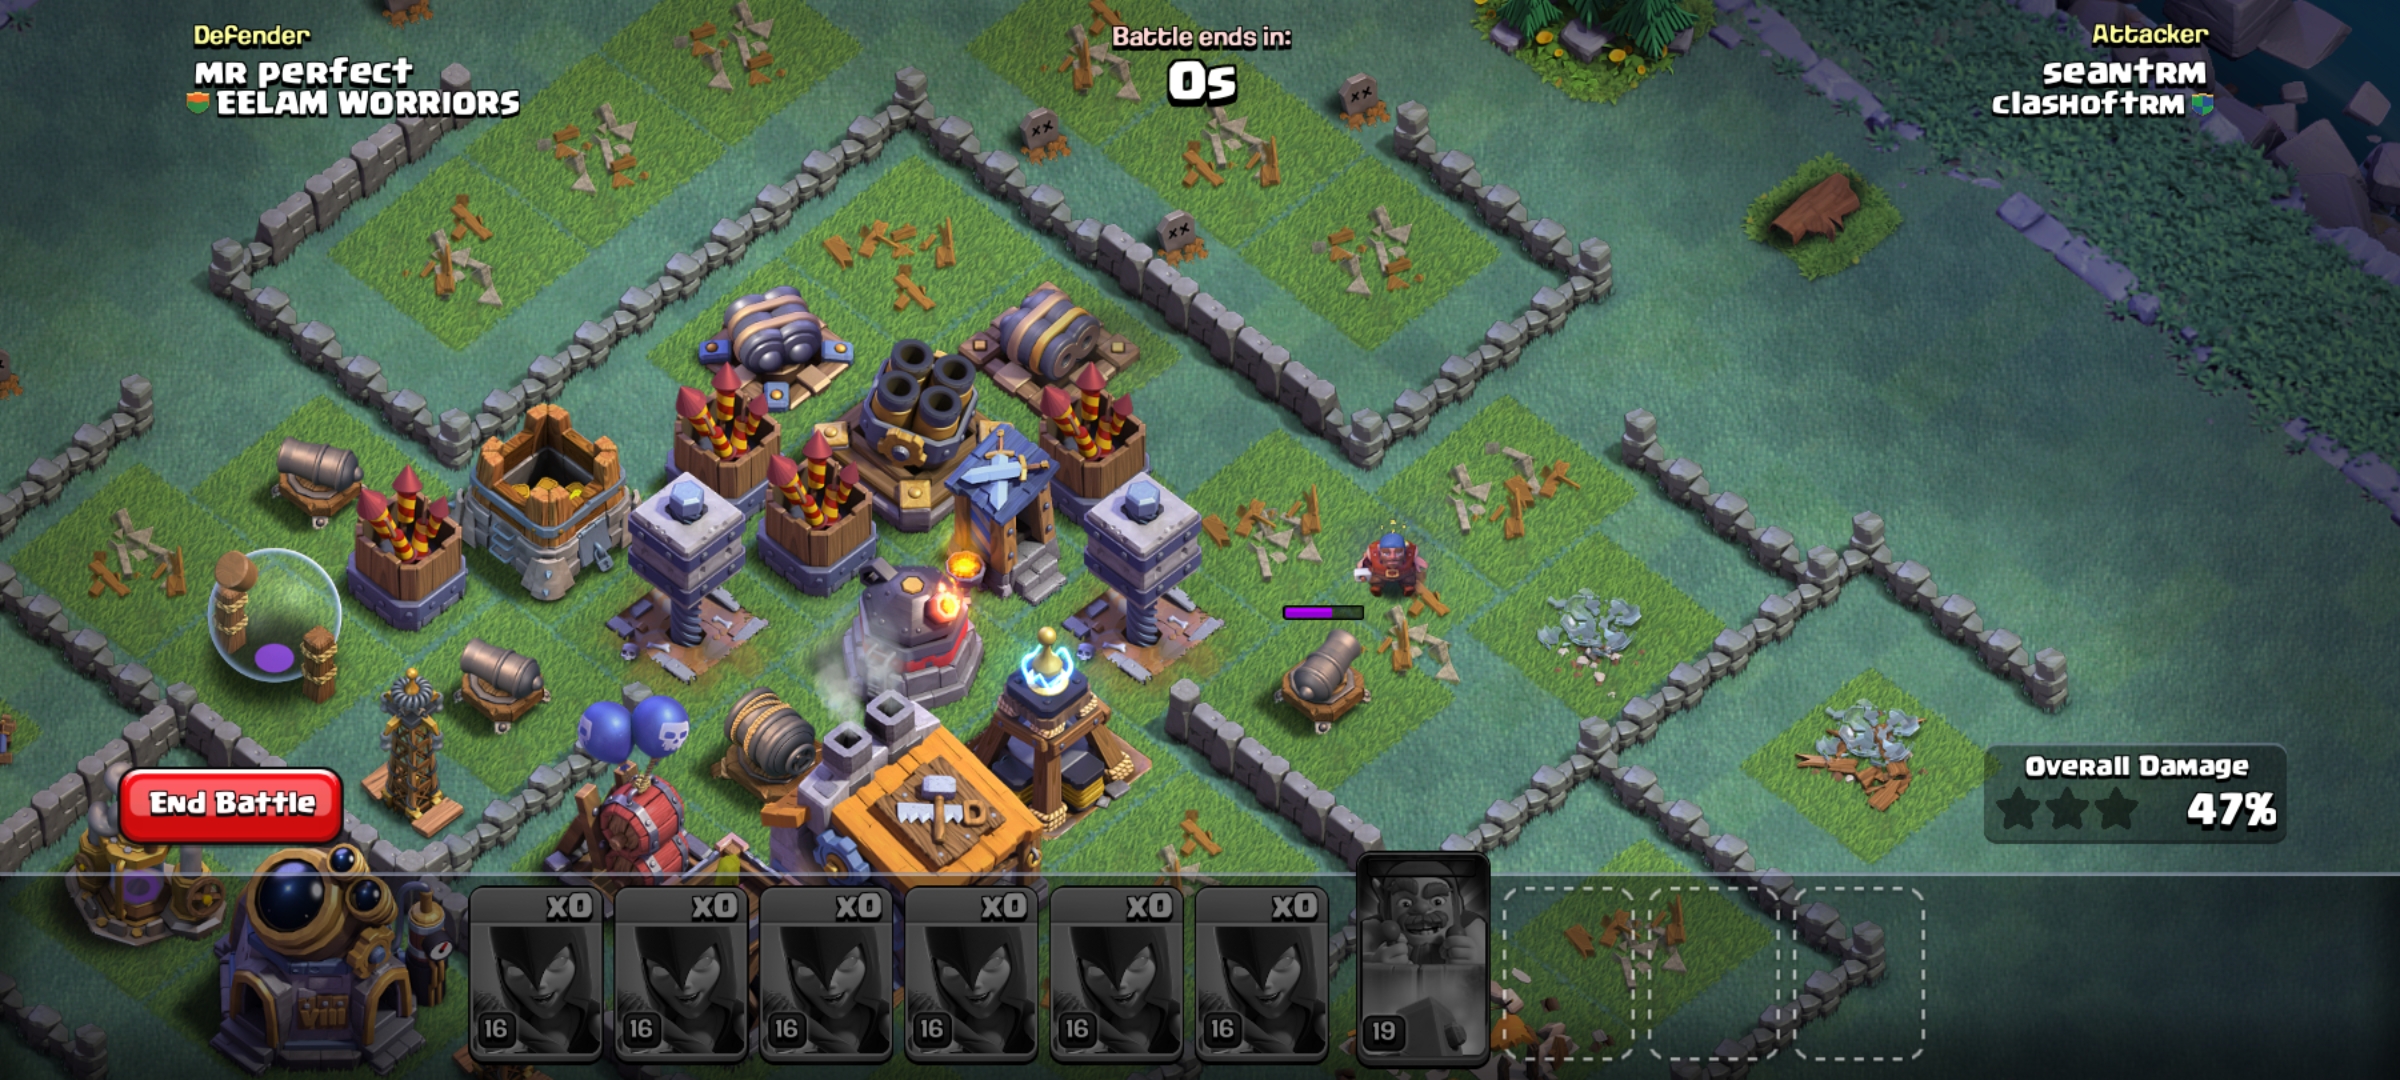 Defender
MR perfect
EELAM WORRIORS
Battle ends in:
0s
Attacker
seantRM
clashoftRM
End Battle
Overall Damage
47%
x0
x0
x0
x0
x0
x0
16
16
16
16
16
16
19
VIII